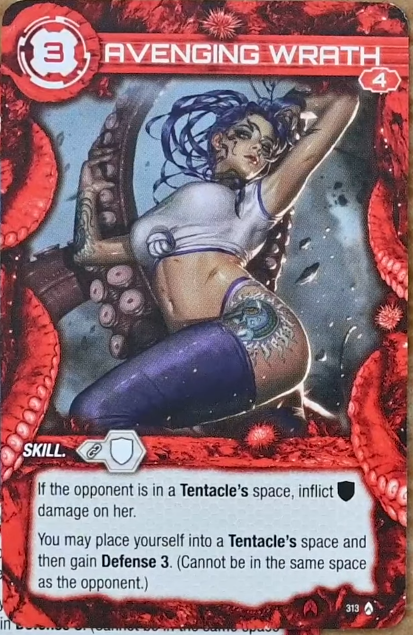 3
AVENGING WRATH
4
SKILL.
If the opponent is in a Tentacle's space, inflict
damage on her.
You may place yourself into a Tentacle's space and
then gain Defense 3. (Cannot be in the same space
as the opponent.)
313